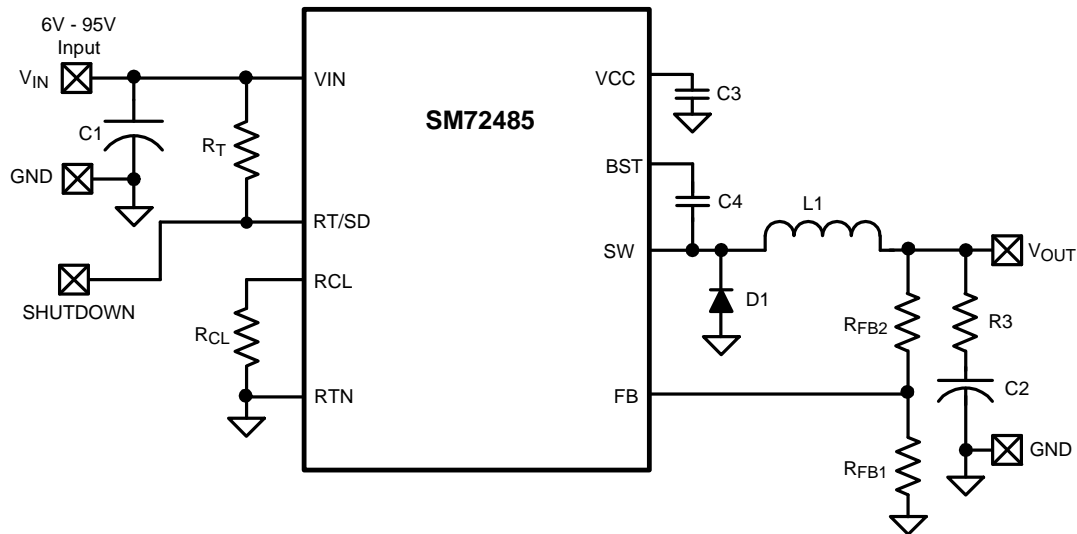 6V - 95V
Input
VIN
VIN
VCC
C3
SM72485
C1
RT
BST
GND
C4
L1
RT/SD
SW
VOUT
SHUTDOWN
RCL
D1
RFB2
R3
RCL
RTN
FB
C2
RFB1
GND